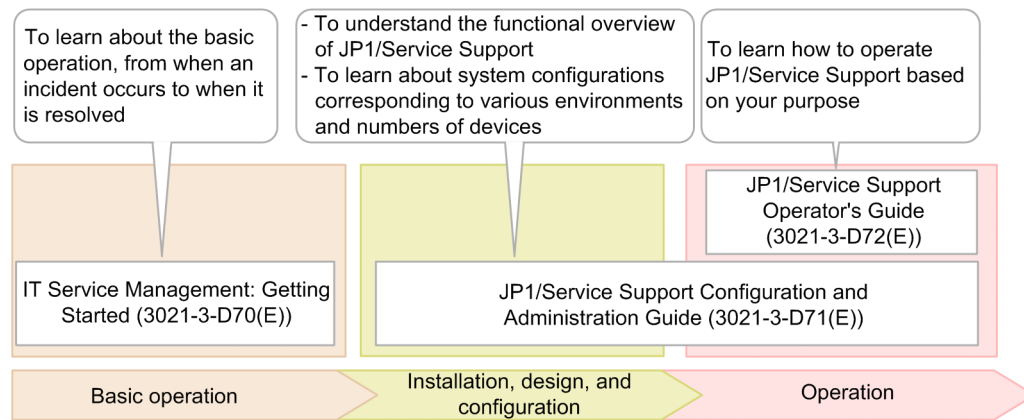 To learn about the basic
operation, from when an
incident occurs to when it
is resolved
- To understand the functional overview
of JP1/Service Support
- To learn about system configurations
corresponding to various environments
and numbers of devices
To learn how to operate
JP1/Service Support based
on your purpose
JP1/Service Support
Operator's Guide
(3021-3-D72(E))
IT Service Management: Getting
Started (3021-3-D70(E))
JP1/Service Support Configuration and
Administration Guide (3021-3-D71(E))
Basic operation
Installation, design, and
configuration
Operation